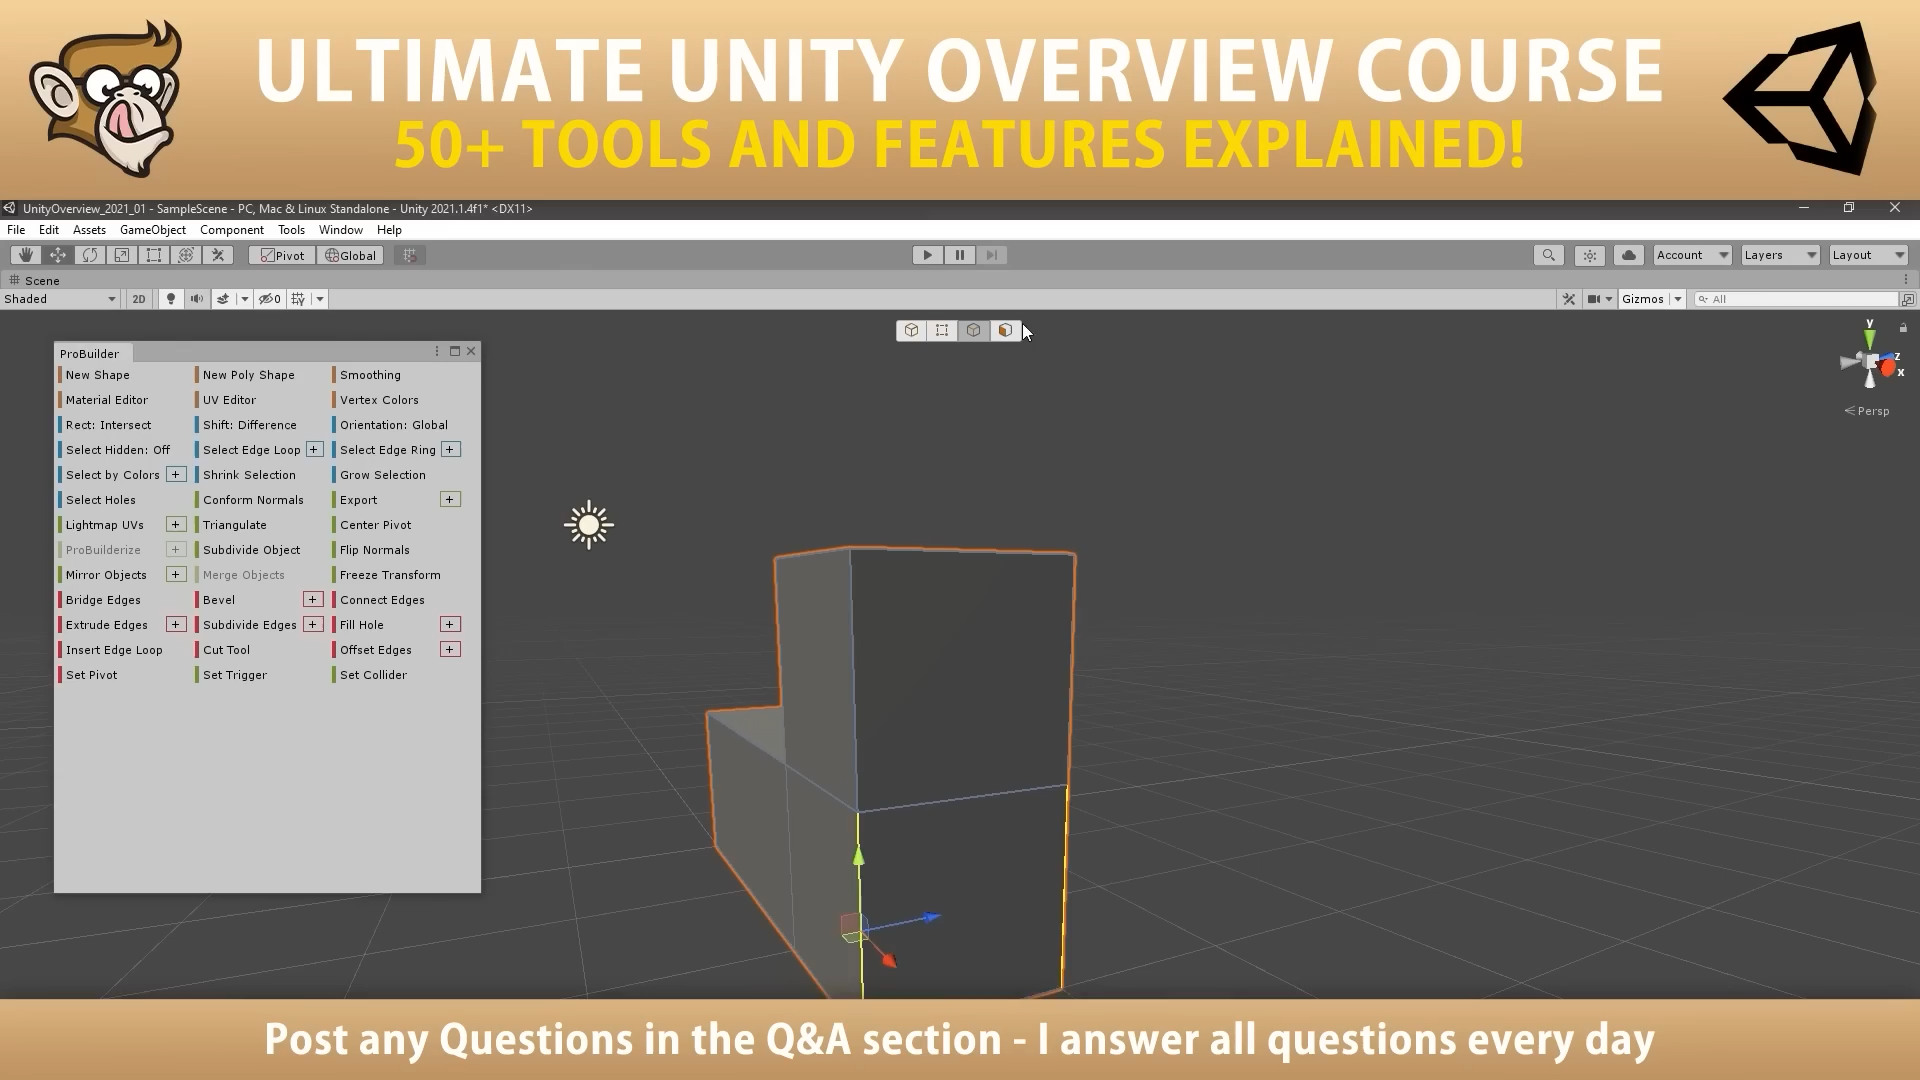 ULTIMATE UNITY OVERVIEW COURSE
50+ TOOLS AND FEATURES EXPLAINED!
UnityOverview_2021_01 - SampleScene - PC, Mac & Linux Standalone - Unity 2021.1.4f1* <DX11>
File Edit Assets GameObject Component Tools Window Help
Pivot Global Account Layers Layout
Scene
Shaded 2D 0 Gizmos All
y
z
x
Persp
ProBuilder
New Shape New Poly Shape Smoothing
Material Editor UV Editor Vertex Colors
Rect: Intersect Shift: Difference Orientation: Global
Select Hidden: Off Select Edge Loop + Select Edge Ring +
Select by Colors + Shrink Selection Grow Selection
Select Holes Conform Normals Export +
Lightmap UVs + Triangulate Center Pivot
ProBuilderize + Subdivide Object Flip Normals
Mirror Objects + Merge Objects Freeze Transform
Bridge Edges Bevel + Connect Edges
Extrude Edges + Subdivide Edges + Fill Hole +
Insert Edge Loop Cut Tool Offset Edges +
Set Pivot Set Trigger Set Collider
Post any Questions in the Q&A section - I answer all questions every day